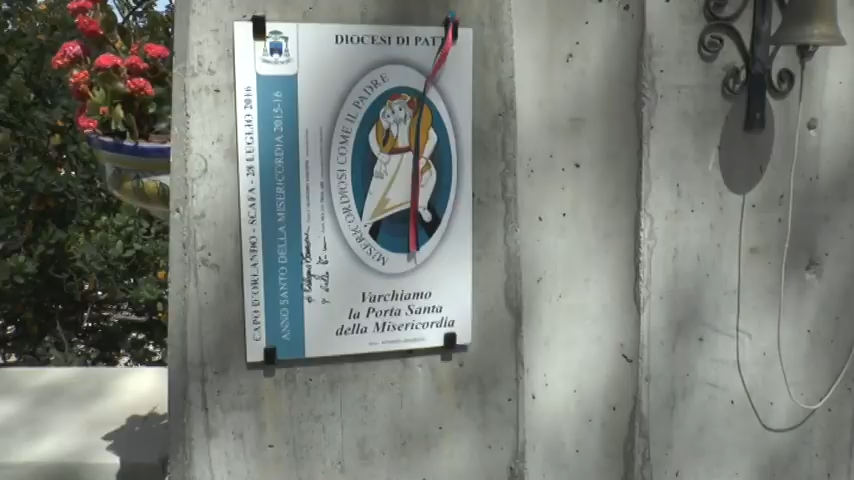 DIOCESI DI PATTI
CAPO D'ORLANDO - SCAFA - 28 LUGLIO 2016
ANNO SANTO DELLA MISERICORDIA 2015-16
MISERICORDIOSI COME IL PADRE
Varchiamo
la Porta Santa
della Misericordia